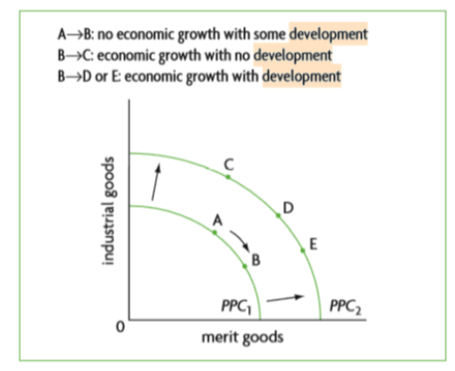 A→B: no economic growth with some development
B→C: economic growth with no development
B→D or E: economic growth with development
industrial goods
C
A
D
E
B
PPC₁
PPC₂
0
merit goods